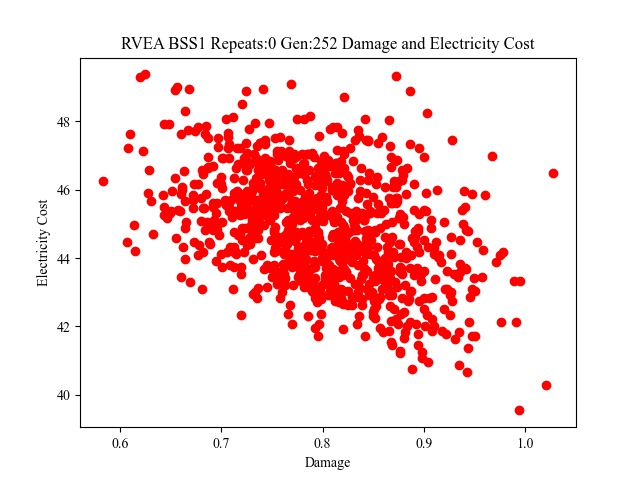 RVEA BSS1 Repeats:0 Gen:252 Damage and Electricity Cost
Electricity Cost
48
46
44
42
40
0.6 0.7 0.8 0.9 1.0
Damage